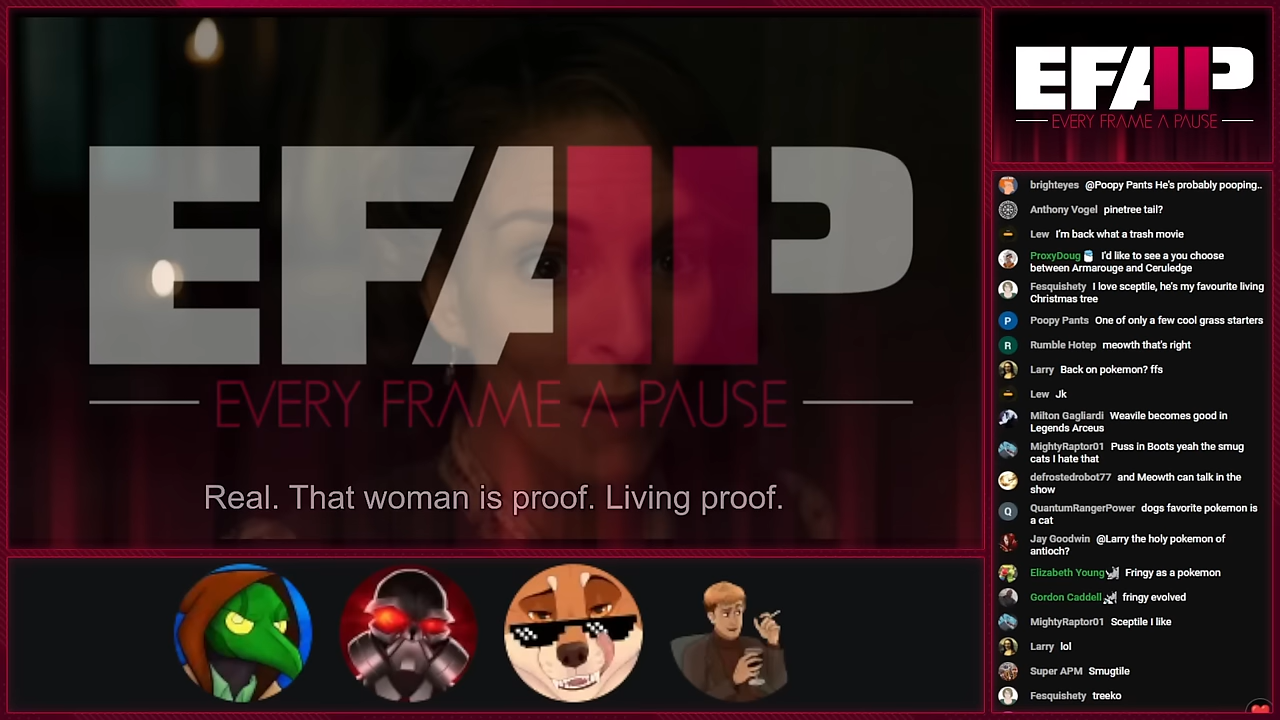 EFAP
EVERY FRAME A PAUSE
Real. That woman is proof. Living proof.
EFAP
EVERY FRAME A PAUSE
brighteyes @Poopy Pants He's probably pooping..
Anthony Vogel pinetree tail?
Lew I'm back what a trash movie
ProxyDoug I'd like to see a you choose
between Armarouge and Ceruledge
Fesquishety I love sceptile, he's my favourite living
Christmas tree
P Poopy Pants One of only a few cool grass starters
R Rumble Hotep meowth that's right
Larry Back on pokemon? ffs
Lew Jk
Milton Gagliardi Weavile becomes good in
Legends Arceus
MightyRaptor01 Puss in Boots yeah the smug
cats I hate that
defrostedrobot77 and Meowth can talk in the
show
Q QuantumRangerPower dogs favorite pokemon is
a cat
Jay Goodwin @Larry the holy pokemon of
antioch?
Elizabeth Young Fringy as a pokemon
Gordon Caddell fringy evolved
MightyRaptor01 Sceptile I like
Larry lol
Super APM Smugtile
Fesquishety treeko